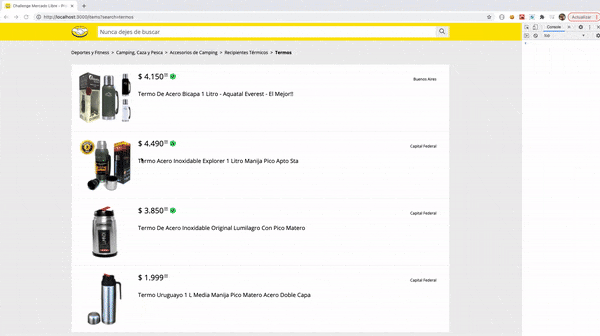 Challenge Mercado Libre - Pr
http://localhost:3000/items?search=termos
Actualizar
Nunca dejes de buscar
Console
top
Deportes y Fitness > Camping, Caza y Pesca > Accesorios de Camping > Recipientes Térmicos > Termos
$ 4.150
Buenos Aires
Termo De Acero Bicapa 1 Litro - Aquatal Everest - El Mejor!!
$ 4.490
Capital Federal
Termo Acero Inoxidable Explorer 1 Litro Manija Pico Apto Sta
$ 3.850
Capital Federal
Termo De Acero Inoxidable Original Lumilagro Con Pico Matero
$ 1.999
Capital Federal
Termo Uruguayo 1 L Media Manija Pico Matero Acero Doble Capa